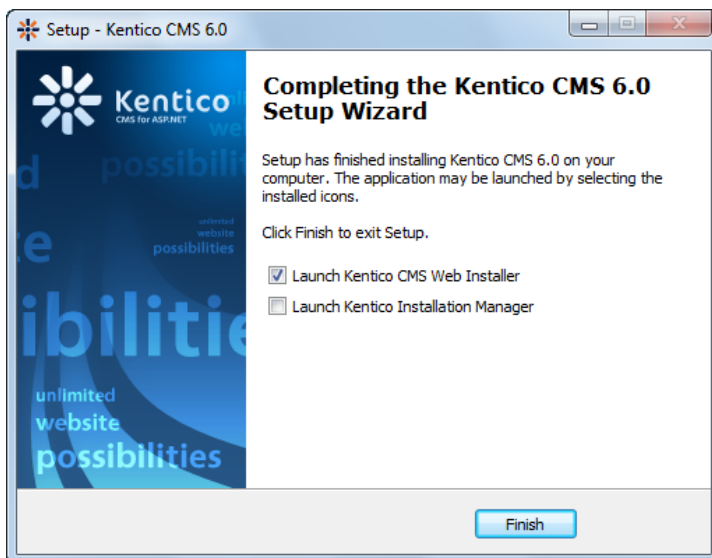 Setup - Kentico CMS 6.0
Kentico
CMS for ASP.NET
we
d possibilit
unlimited
website
possibilities
e
ibilitie
unlimited
website
possibilities
Completing the Kentico CMS 6.0
Setup Wizard
Setup has finished installing Kentico CMS 6.0 on your
computer. The application may be launched by selecting the
installed icons.
Click Finish to exit Setup.
Launch Kentico CMS Web Installer
Launch Kentico Installation Manager
Finish